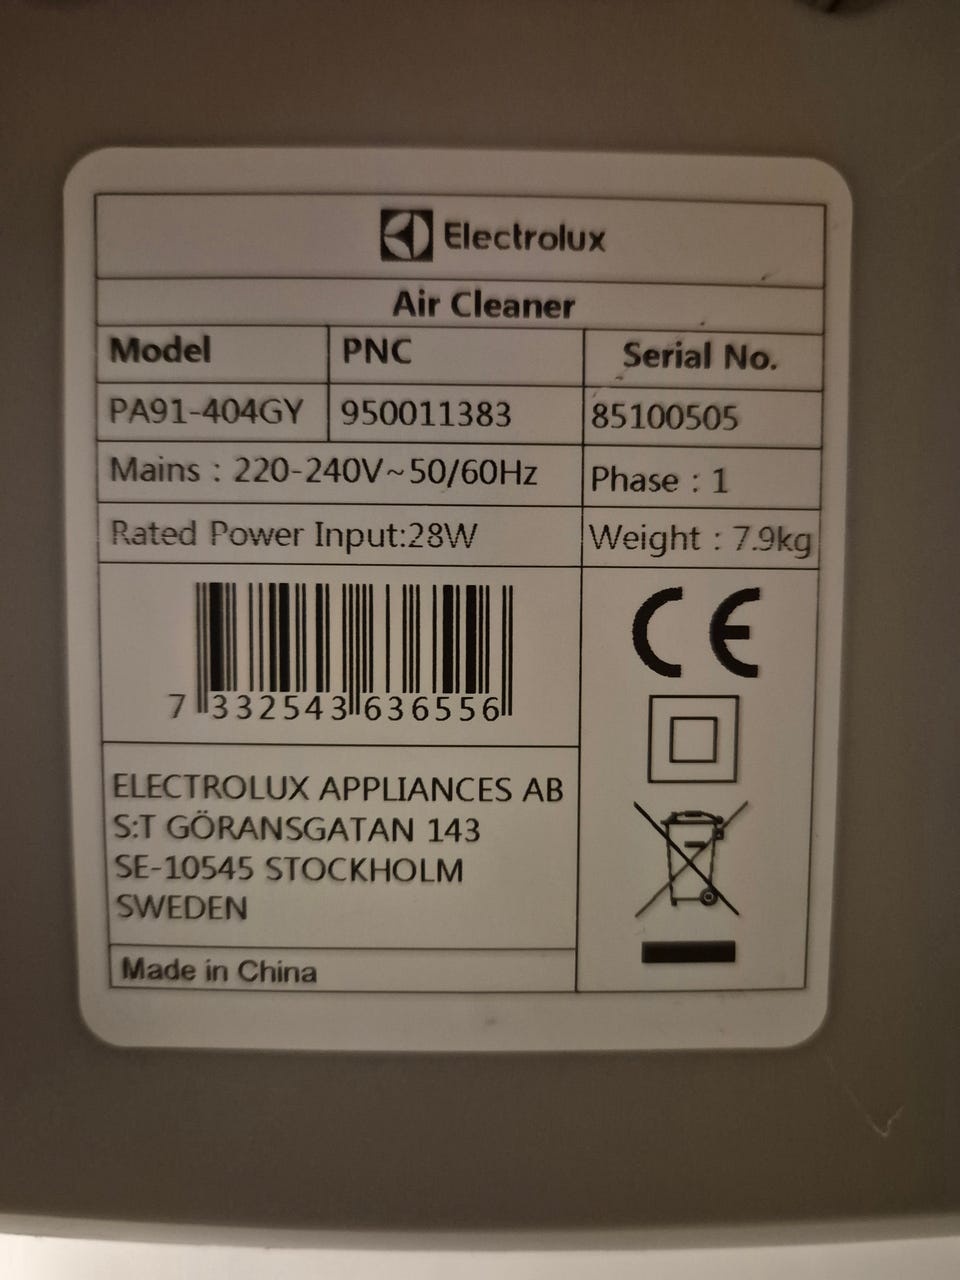 Electrolux
Air Cleaner
Model PNC Serial No.
PA91-404GY 950011383 85100505
Mains : 220-240V~50/60Hz Phase : 1
Rated Power Input:28W Weight : 7.9kg
CE
7 332543 636556
ELECTROLUX APPLIANCES AB
S:T GÖRANSGATAN 143
SE-10545 STOCKHOLM
SWEDEN
Made in China